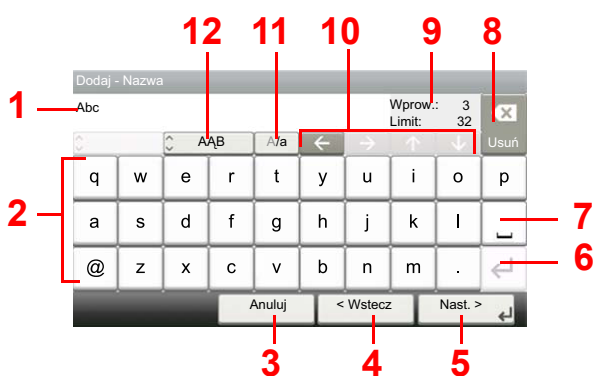 12 11 10 9 8
Dodaj - Nazwa
1 Abc Wprow.: 3
Limit: 32
AĄB A/a ← → ↑ ↓ Usuń
2 q w e r t y u i o p
a s d f g h j k l 7
@ z x c v b n m . 6
Anuluj < Wstecz Nast. >
3 4 5